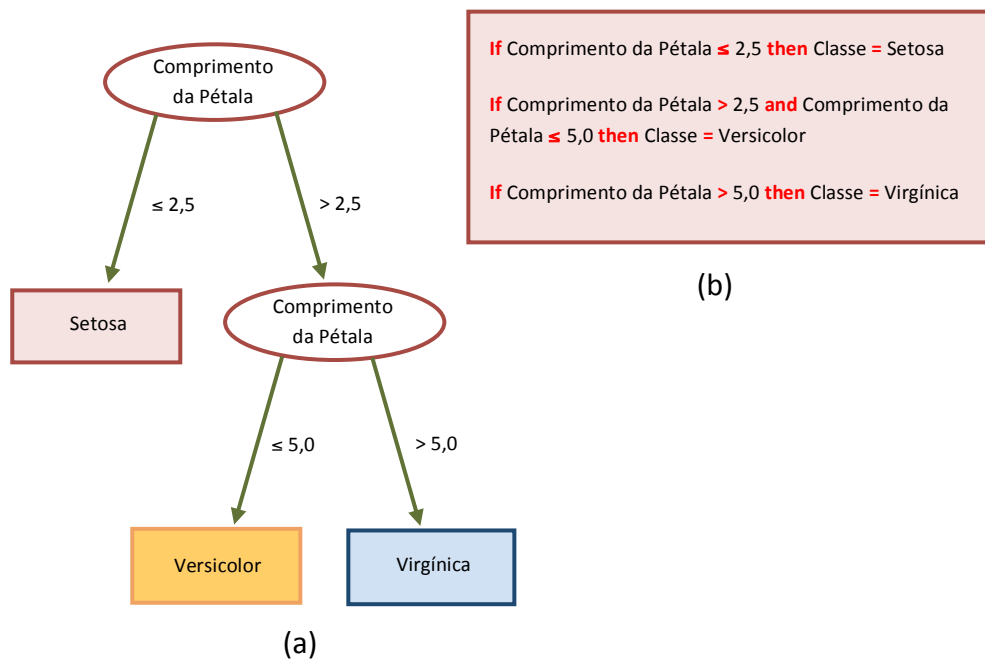 Comprimento
da Pétala
≤ 2,5
> 2,5
Setosa
Comprimento
da Pétala
≤ 5,0
> 5,0
Versicolor
Virgínica
(a)
If Comprimento da Pétala ≤ 2,5 then Classe = Setosa
If Comprimento da Pétala > 2,5 and Comprimento da
Pétala ≤ 5,0 then Classe = Versicolor
If Comprimento da Pétala > 5,0 then Classe = Virgínica
(b)